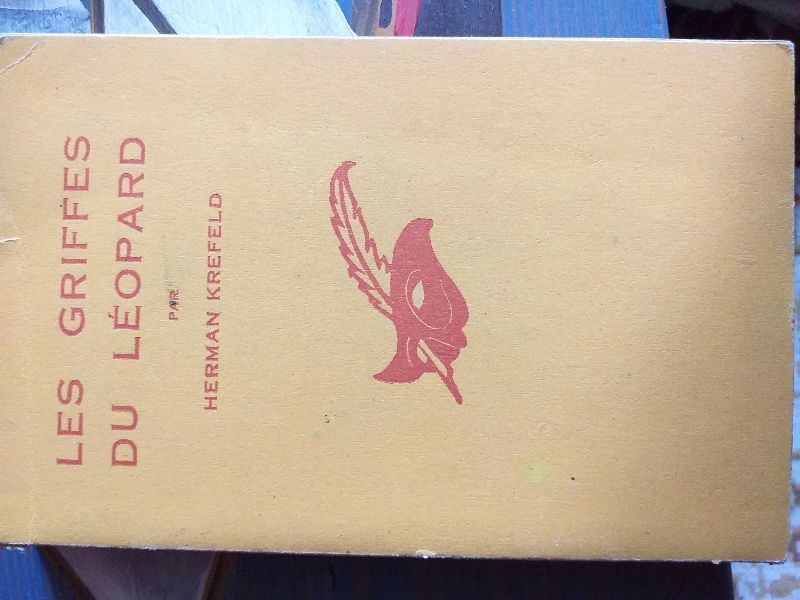 LES GRIFFES
DU LÉOPARD
PAR
HERMAN KREFELD